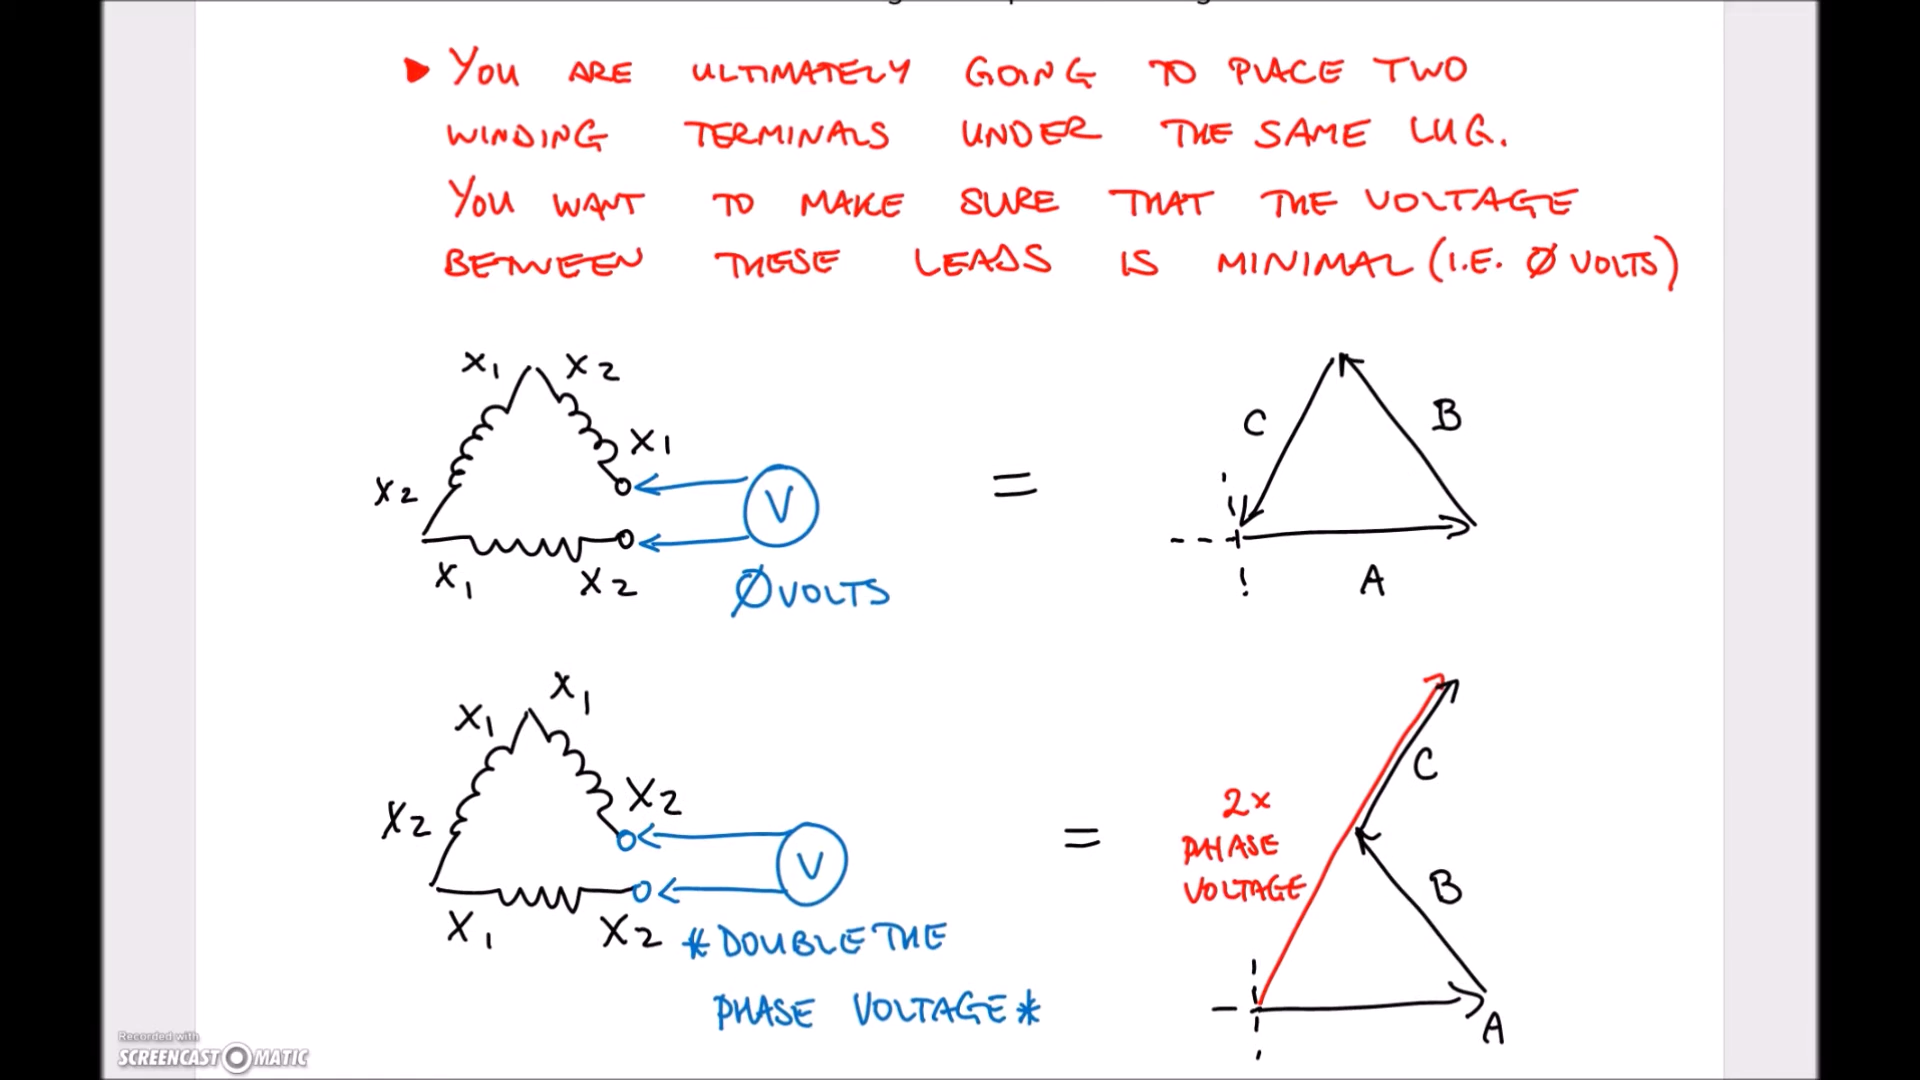 ▶ YOU ARE ULTIMATELY GOING TO PLACE TWO
WINDING TERMINALS UNDER THE SAME LUG.
YOU WANT TO MAKE SURE THAT THE VOLTAGE
BETWEEN THESE LEADS IS MINIMAL (I.E. Ø VOLTS)
X1 X2
X1
X2
V
X1 X2
Ø VOLTS
=
C B
A
X1 X1
X2 X2
V
X1 X2
*DOUBLE THE
PHASE VOLTAGE*
=
2x
PHASE
VOLTAGE
C
B
A
Recorded with
SCREENCAST-O-MATIC